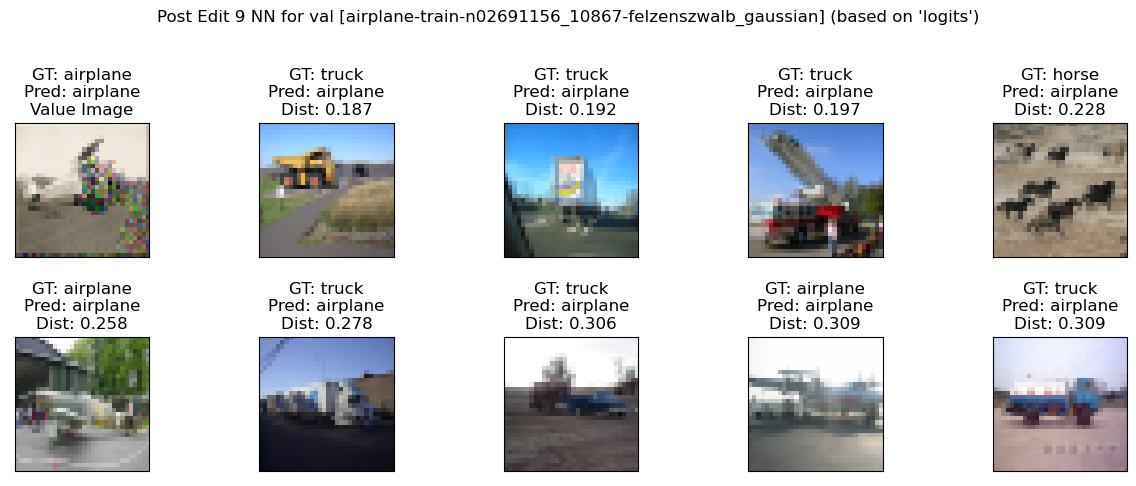 Post Edit 9 NN for val [airplane-train-n02691156_10867-felzenszwalb_gaussian] (based on 'logits')
GT: airplane
Pred: airplane
Value Image
GT: truck
Pred: airplane
Dist: 0.187
GT: truck
Pred: airplane
Dist: 0.192
GT: truck
Pred: airplane
Dist: 0.197
GT: horse
Pred: airplane
Dist: 0.228
GT: airplane
Pred: airplane
Dist: 0.258
GT: truck
Pred: airplane
Dist: 0.278
GT: truck
Pred: airplane
Dist: 0.306
GT: airplane
Pred: airplane
Dist: 0.309
GT: truck
Pred: airplane
Dist: 0.309